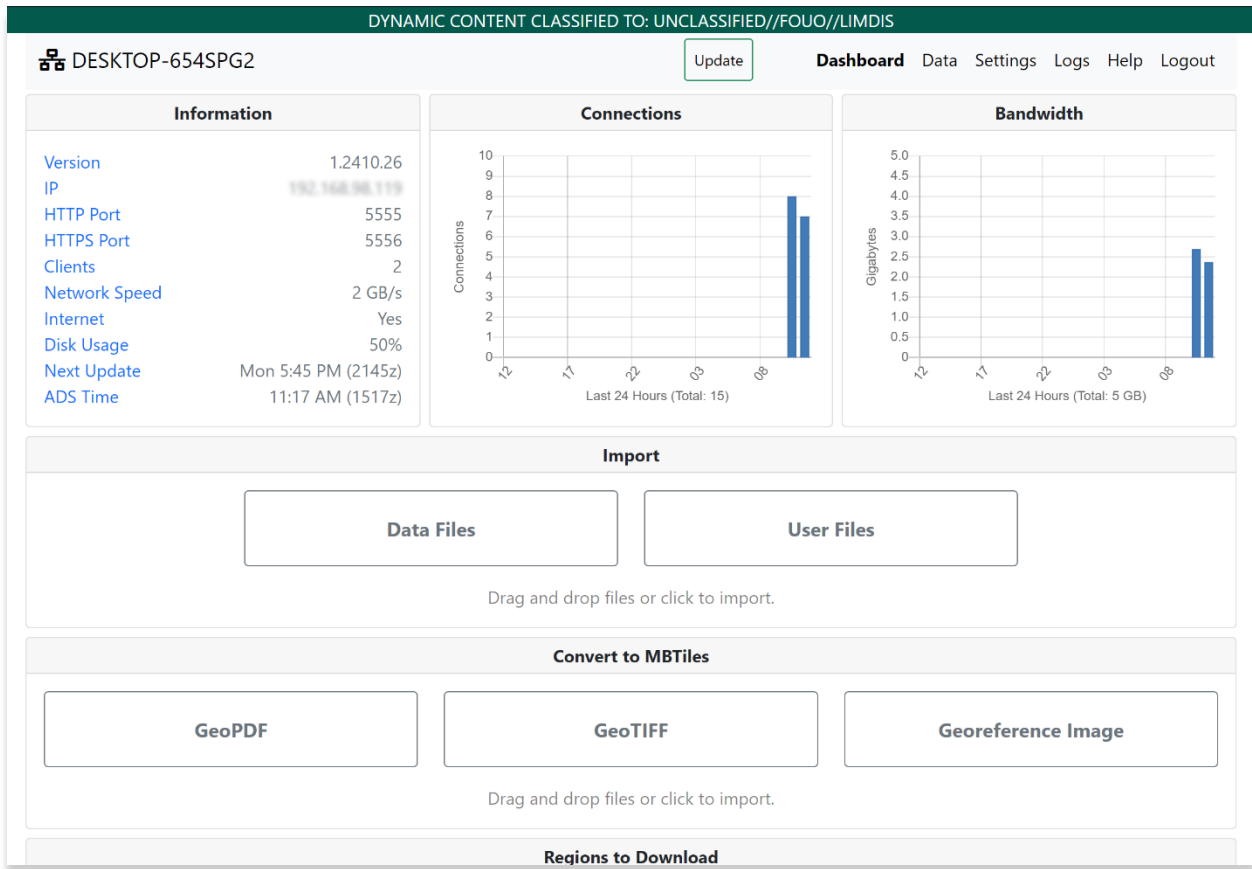 DYNAMIC CONTENT CLASSIFIED TO: UNCLASSIFIED//FOUO//LIMDIS
DESKTOP-654SPG2 Update Dashboard Data Settings Logs Help Logout
Information
Version 1.2410.26
IP
HTTP Port 5555
HTTPS Port 5556
Clients 2
Network Speed 2 GB/s
Internet Yes
Disk Usage 50%
Next Update Mon 5:45 PM (2145z)
ADS Time 11:17 AM (1517z)
Connections
10
9
8
7
6
5
4
3
2
1
0
Connections
12 17 22 03 08
Last 24 Hours (Total: 15)
Bandwidth
5.0
4.5
4.0
3.5
3.0
2.5
2.0
1.5
1.0
0.5
0
Gigabytes
12 17 22 03 08
Last 24 Hours (Total: 5 GB)
Import
Data Files User Files
Drag and drop files or click to import.
Convert to MBTiles
GeoPDF GeoTIFF Georeference Image
Drag and drop files or click to import.
Regions to Download